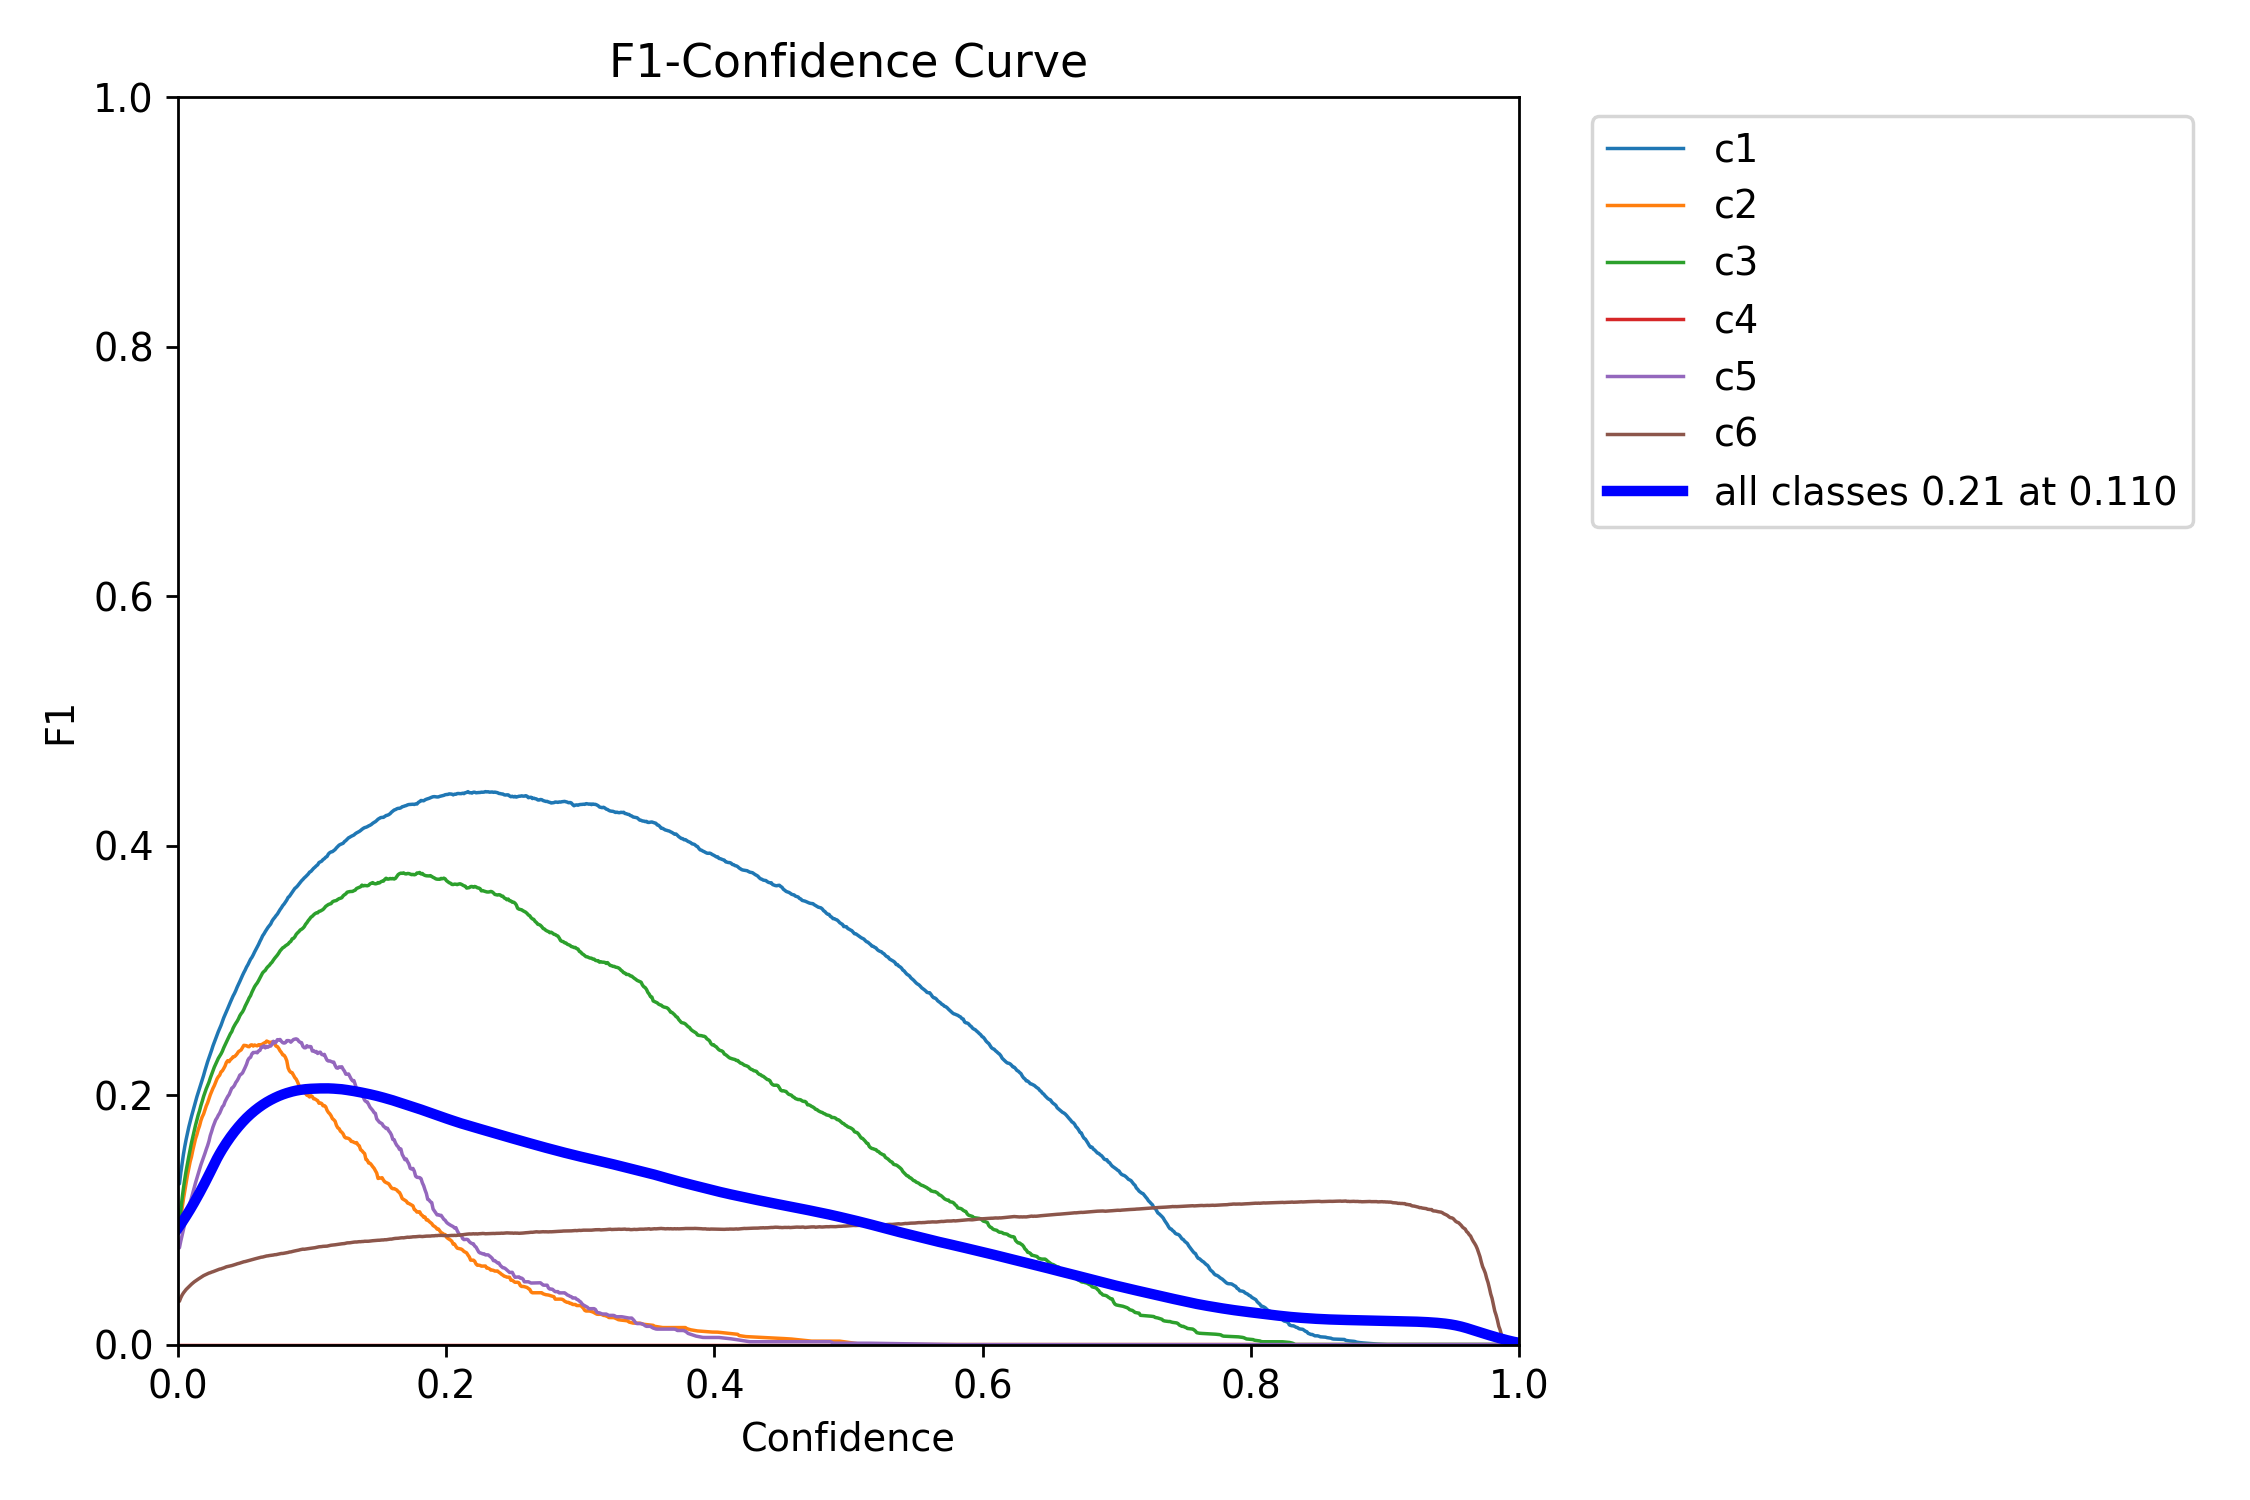 F1-Confidence Curve
1.0
0.8
0.6
0.4
0.2
0.0
F1
0.0 0.2 0.4 0.6 0.8 1.0
Confidence
c1
c2
c3
c4
c5
c6
all classes 0.21 at 0.110